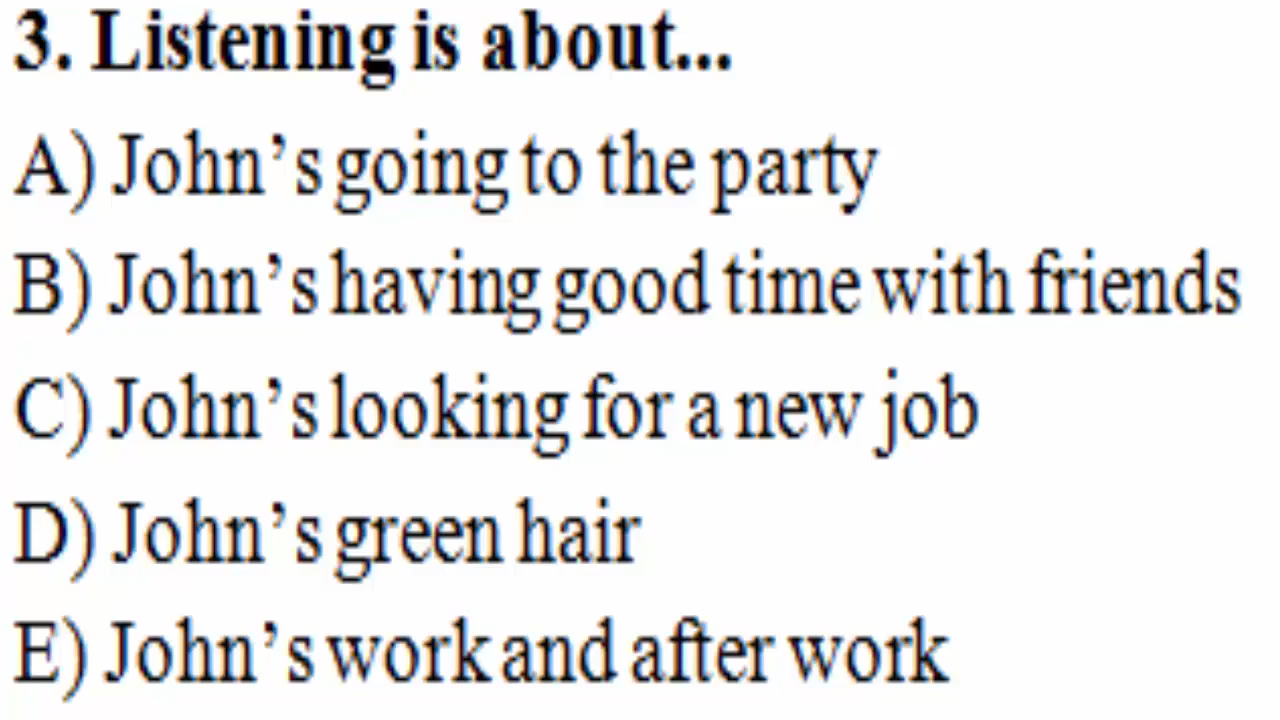 3. Listening is about...
A) John’s going to the party
B) John’s having good time with friends
C) John’s looking for a new job
D) John’s green hair
E) John’s work and after work